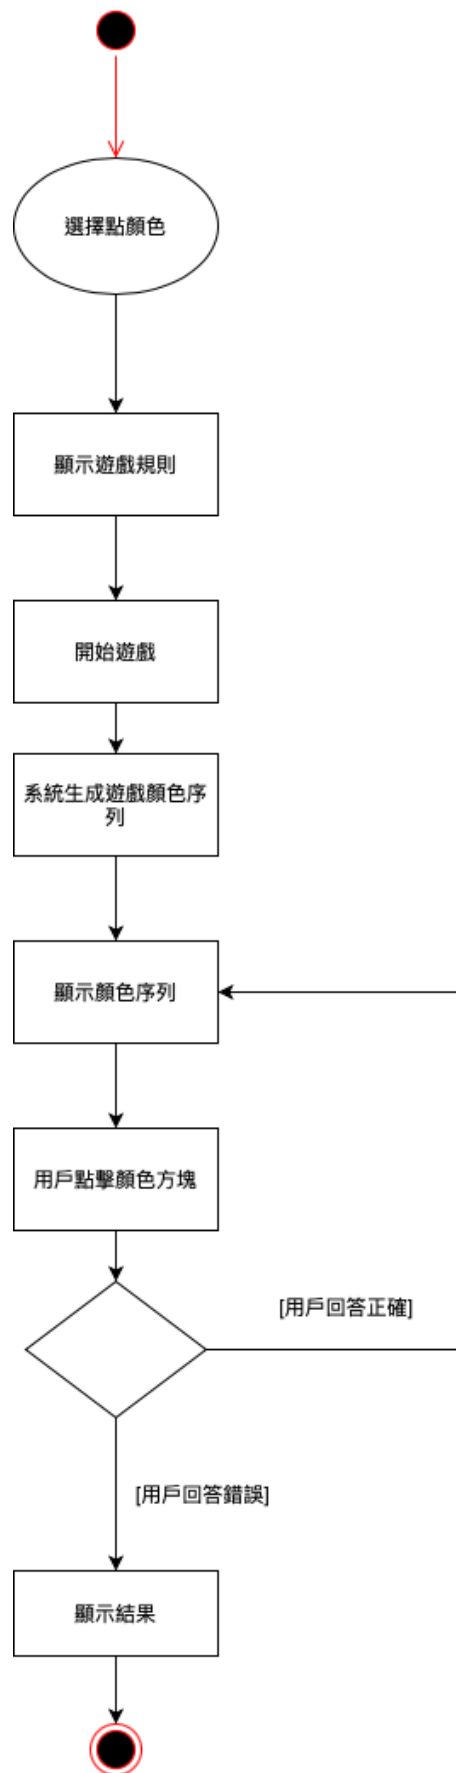 選擇點顏色
顯示遊戲規則
開始遊戲
系統生成遊戲顏色序
列
顯示顏色序列
用戶點擊顏色方塊
[用戶回答正確]
[用戶回答錯誤]
顯示結果